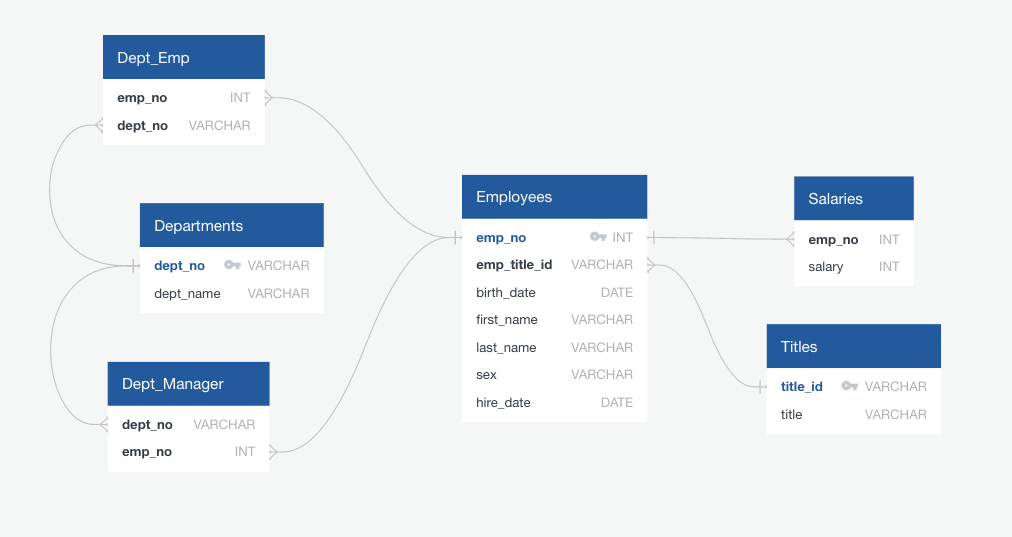 Dept_Emp
emp_no INT
dept_no VARCHAR
Departments
dept_no VARCHAR
dept_name VARCHAR
Dept_Manager
dept_no VARCHAR
emp_no INT
Employees
emp_no INT
emp_title_id VARCHAR
birth_date DATE
first_name VARCHAR
last_name VARCHAR
sex VARCHAR
hire_date DATE
Salaries
emp_no INT
salary INT
Titles
title_id VARCHAR
title VARCHAR